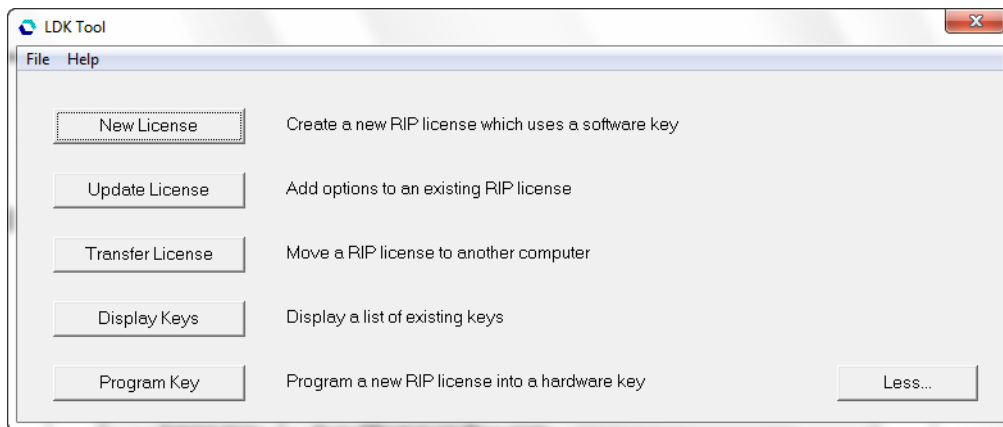 LDK Tool
File Help
New License Create a new RIP license which uses a software key
Update License Add options to an existing RIP license
Transfer License Move a RIP license to another computer
Display Keys Display a list of existing keys
Program Key Program a new RIP license into a hardware key Less...